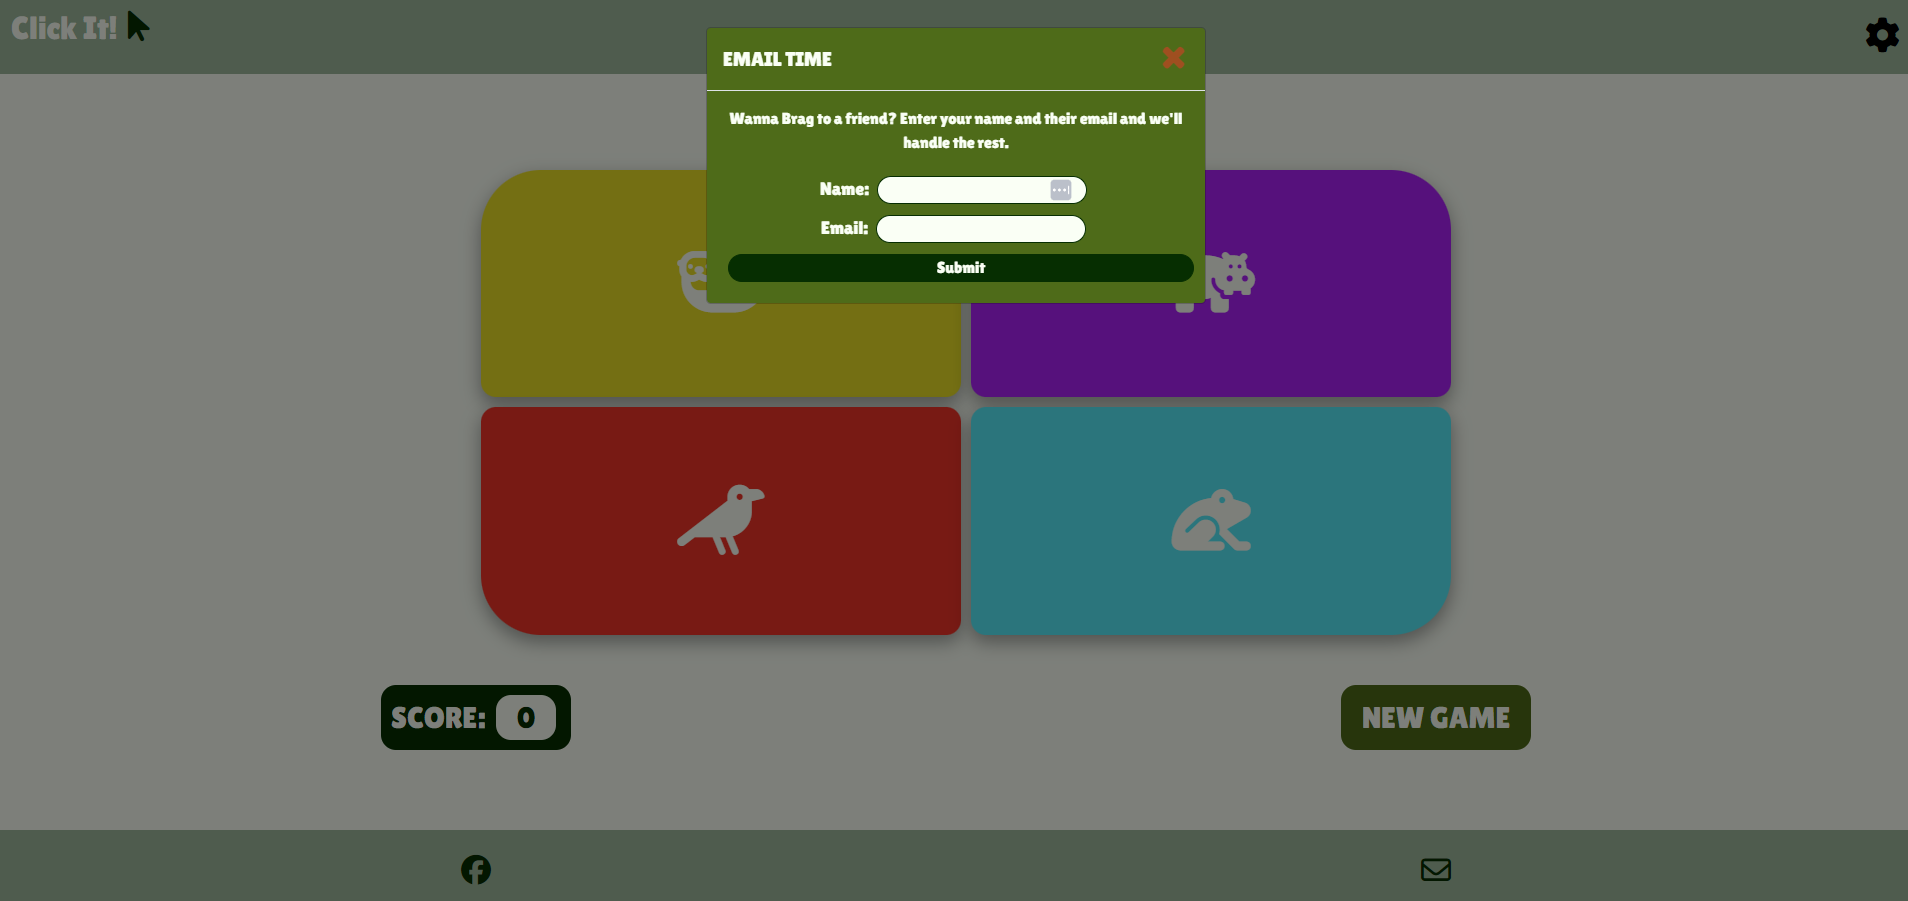 Click It!
EMAIL TIME
Wanna Brag to a friend? Enter your name and their email and we'll
handle the rest.
Name:
Email:
Submit
SCORE: 0
NEW GAME